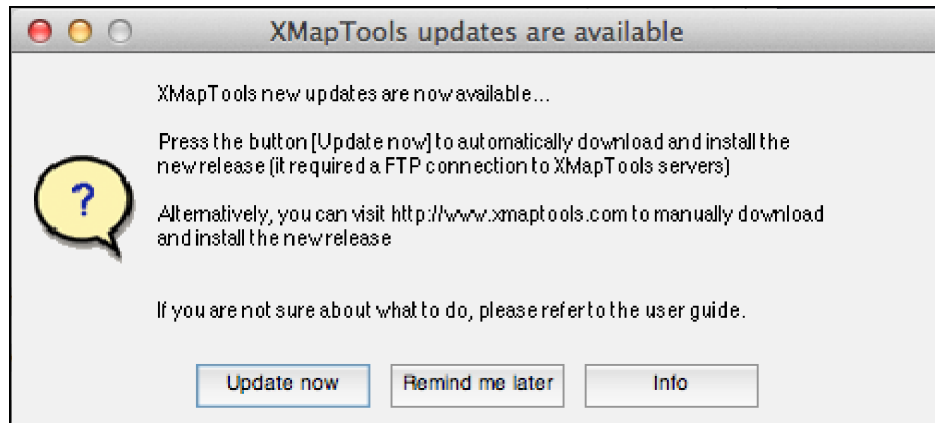 XMapTools updates are available
XMapTools new updates are now available...
Press the button [Update now] to automatically download and install the
new release (it required a FTP connection to XMapTools servers)
Alternatively, you can visit http://www.xmaptools.com to manually download
and install the new release
?
If you are not sure about what to do, please refer to the user guide.
Update now
Remind me later
Info